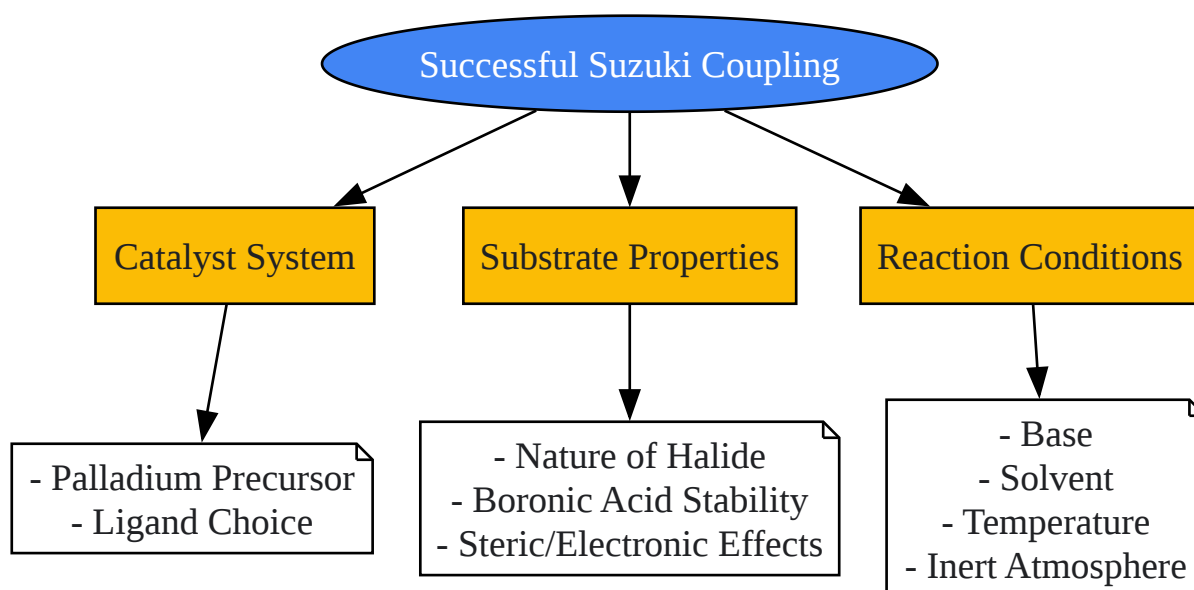 Successful Suzuki Coupling
Catalyst System
Substrate Properties
Reaction Conditions
- Palladium Precursor
- Ligand Choice
- Nature of Halide
- Boronic Acid Stability
- Steric/Electronic Effects
- Base
- Solvent
- Temperature
- Inert Atmosphere